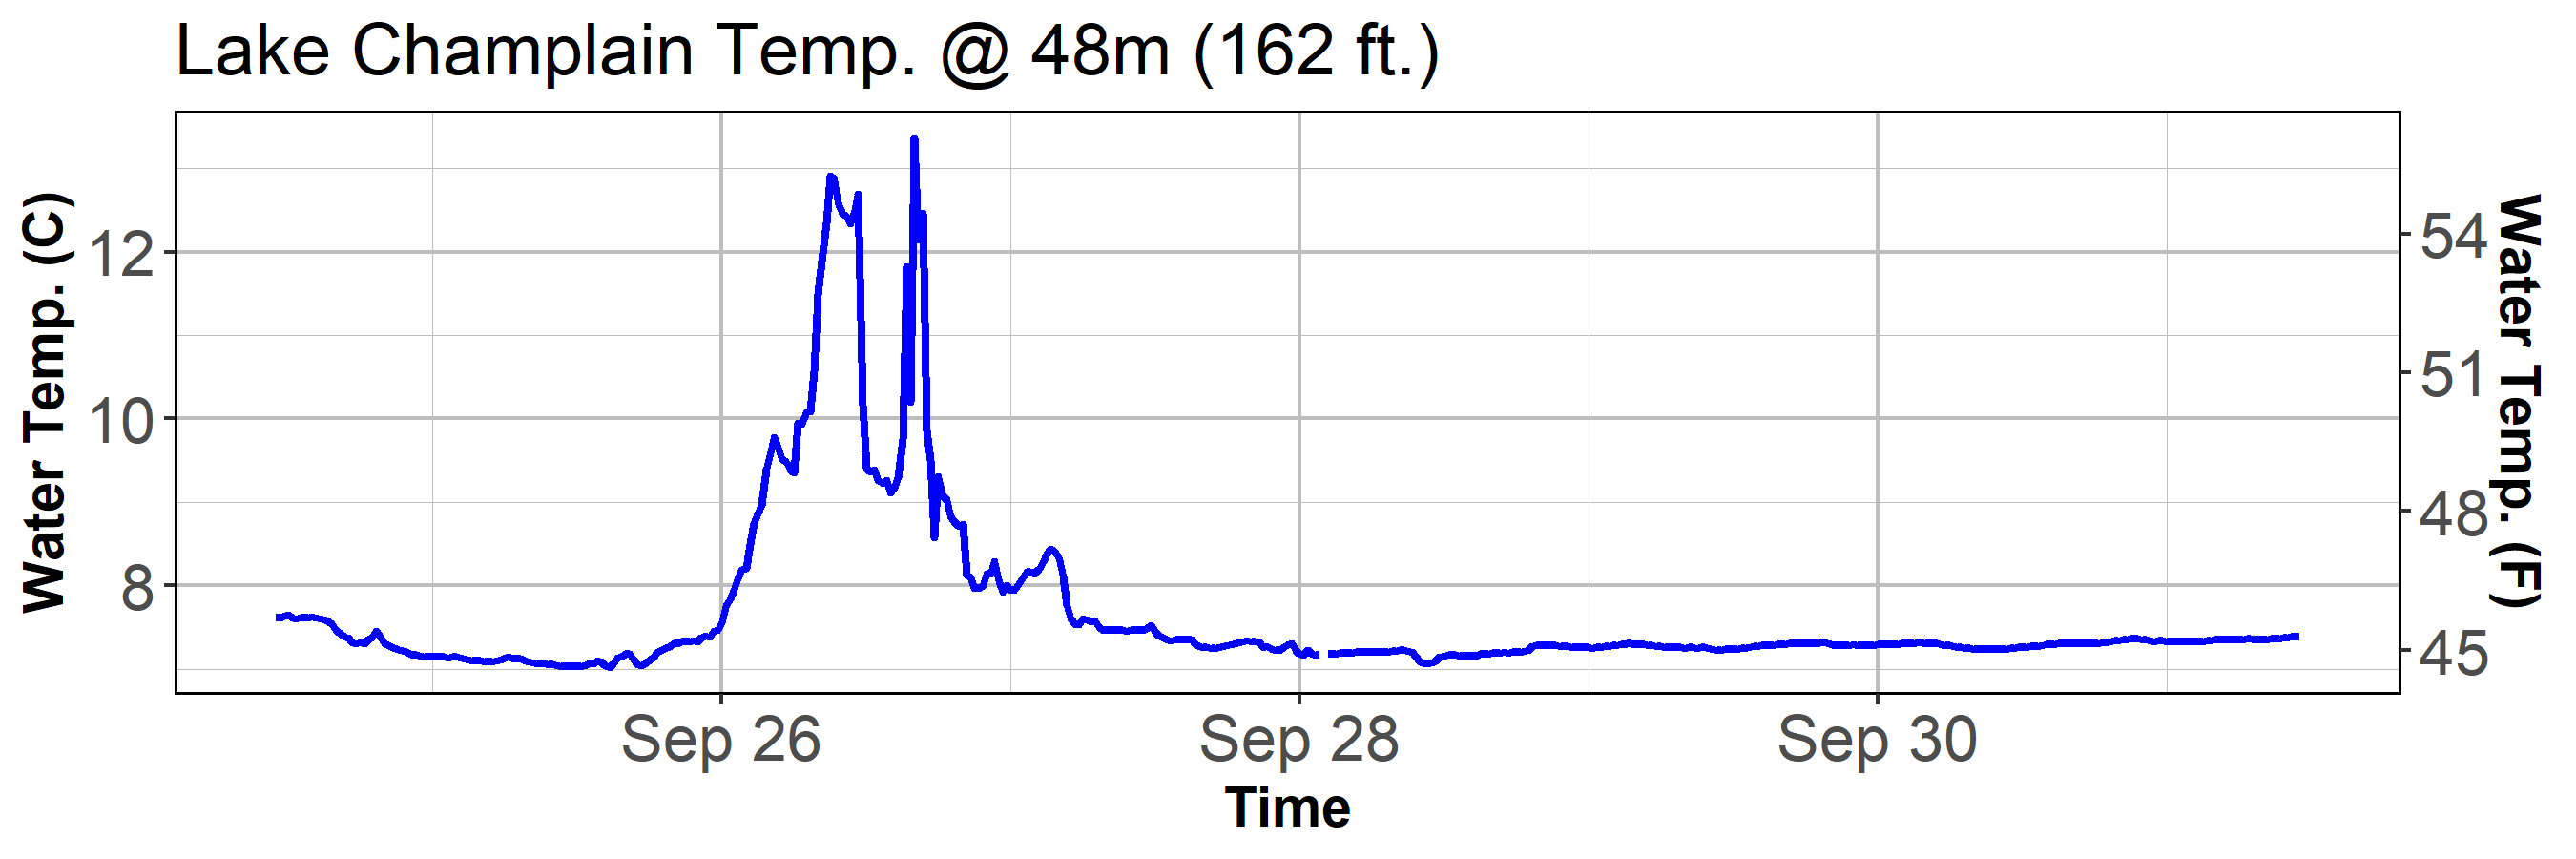 Lake Champlain Temp. @ 48m (162 ft.)
Water Temp. (C)
12
10
8
54
51
48
45
Water Temp. (F)
Sep 26
Sep 28
Sep 30
Time